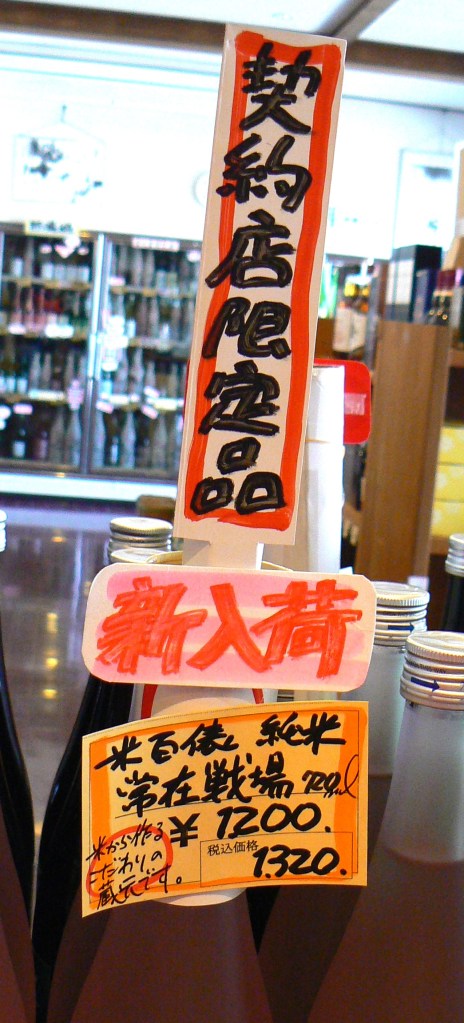 契約店限定品
新入荷
米百俵 純米
常在戦場 720ml
¥1200.
税込価格
1320.
米から作る
こだわりの
蔵元です。